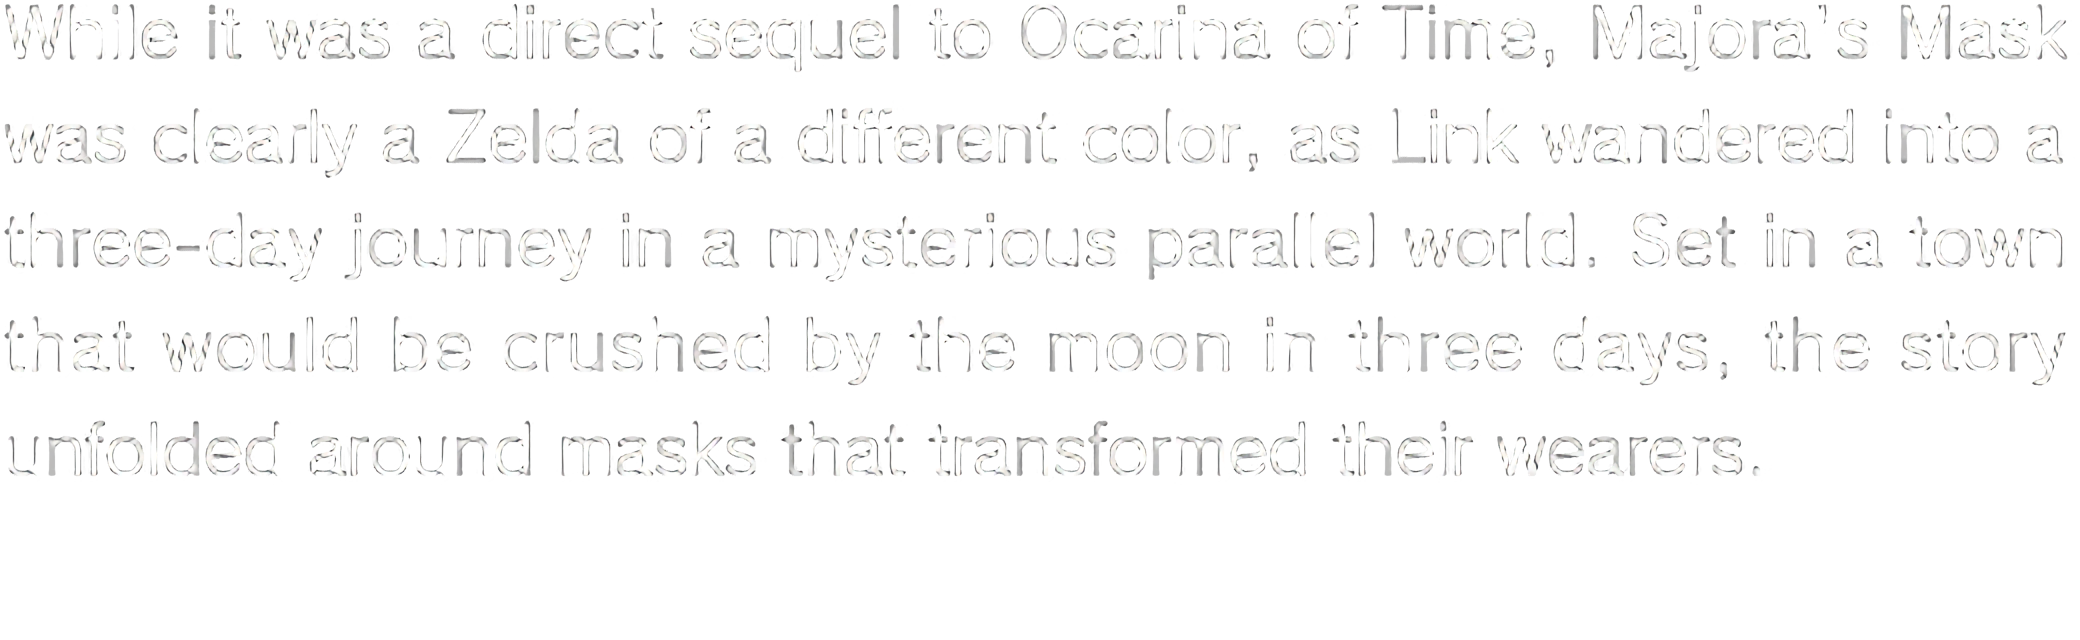 While it was a direct sequel to Ocarina of Time, Majora's Mask
was clearly a Zelda of a different color, as Link wandered into a
three-day journey in a mysterious parallel world. Set in a town
that would be crushed by the moon in three days, the story
unfolded around masks that transformed their wearers.